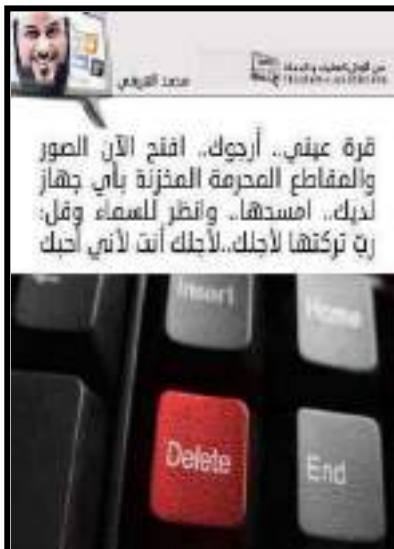 محمد العريفي
قرة عيني.. أرجوك.. افتح الآن الصور
والمقاطع المحرمة المخزنة بأي جهاز
لديك.. امسحها.. وانظر للسماء وقل:
ربّ تركتها لأجلك..لأجلك أنت لأني أحبك
Insert
Home
Delete
End